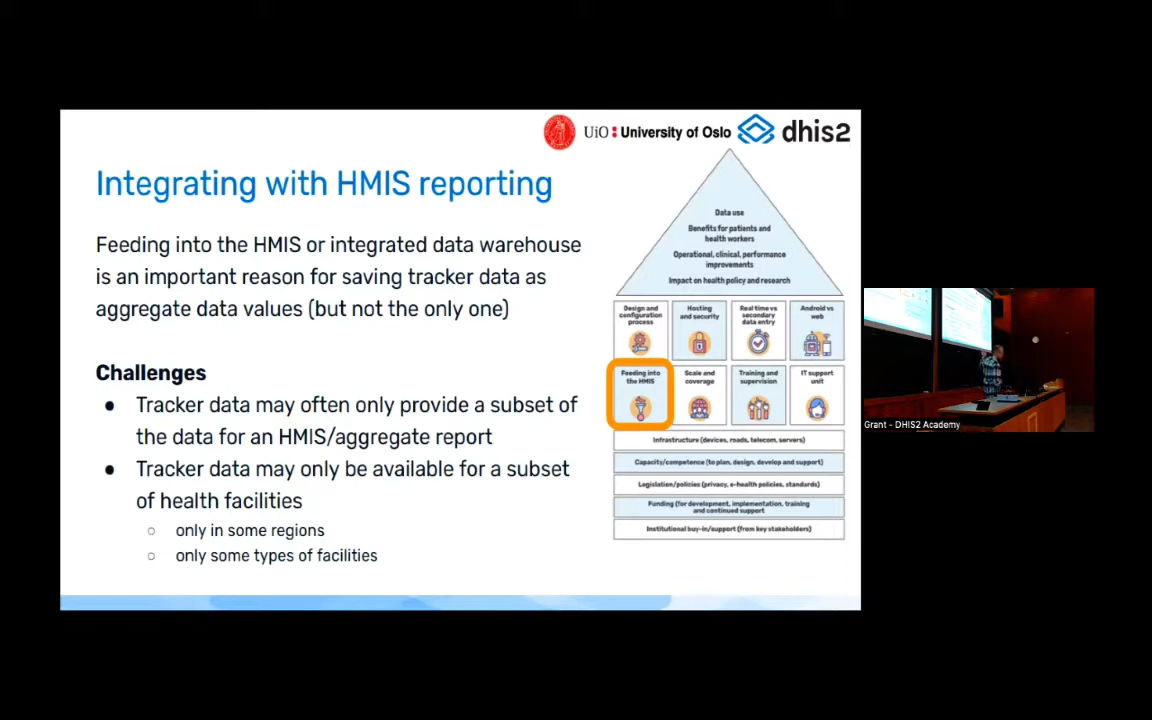 UiO : University of Oslo
dhis2
Integrating with HMIS reporting
Feeding into the HMIS or integrated data warehouse
is an important reason for saving tracker data as
aggregate data values (but not the only one)
Challenges
● Tracker data may often only provide a subset of
the data for an HMIS/aggregate report
● Tracker data may only be available for a subset
of health facilities
○ only in some regions
○ only some types of facilities
Data use
Benefits for patients and
health workers
Operational, clinical, performance
improvements
Impact on health policy and research
Design and
configuration
process
Hosting
and security
Real time vs
secondary
data entry
Android vs
web
Feeding into
the HMIS
Scale and
coverage
Training and
supervision
IT support
unit
Infrastructure (devices, roads, telecom, servers)
Capacity/competence (to plan, design, develop and support)
Legislation/policies (privacy, e-health policies, standards)
Funding (for development, implementation, training
and continued support
Institutional buy-in/support (from key stakeholders)
Grant - DHIS2 Academy